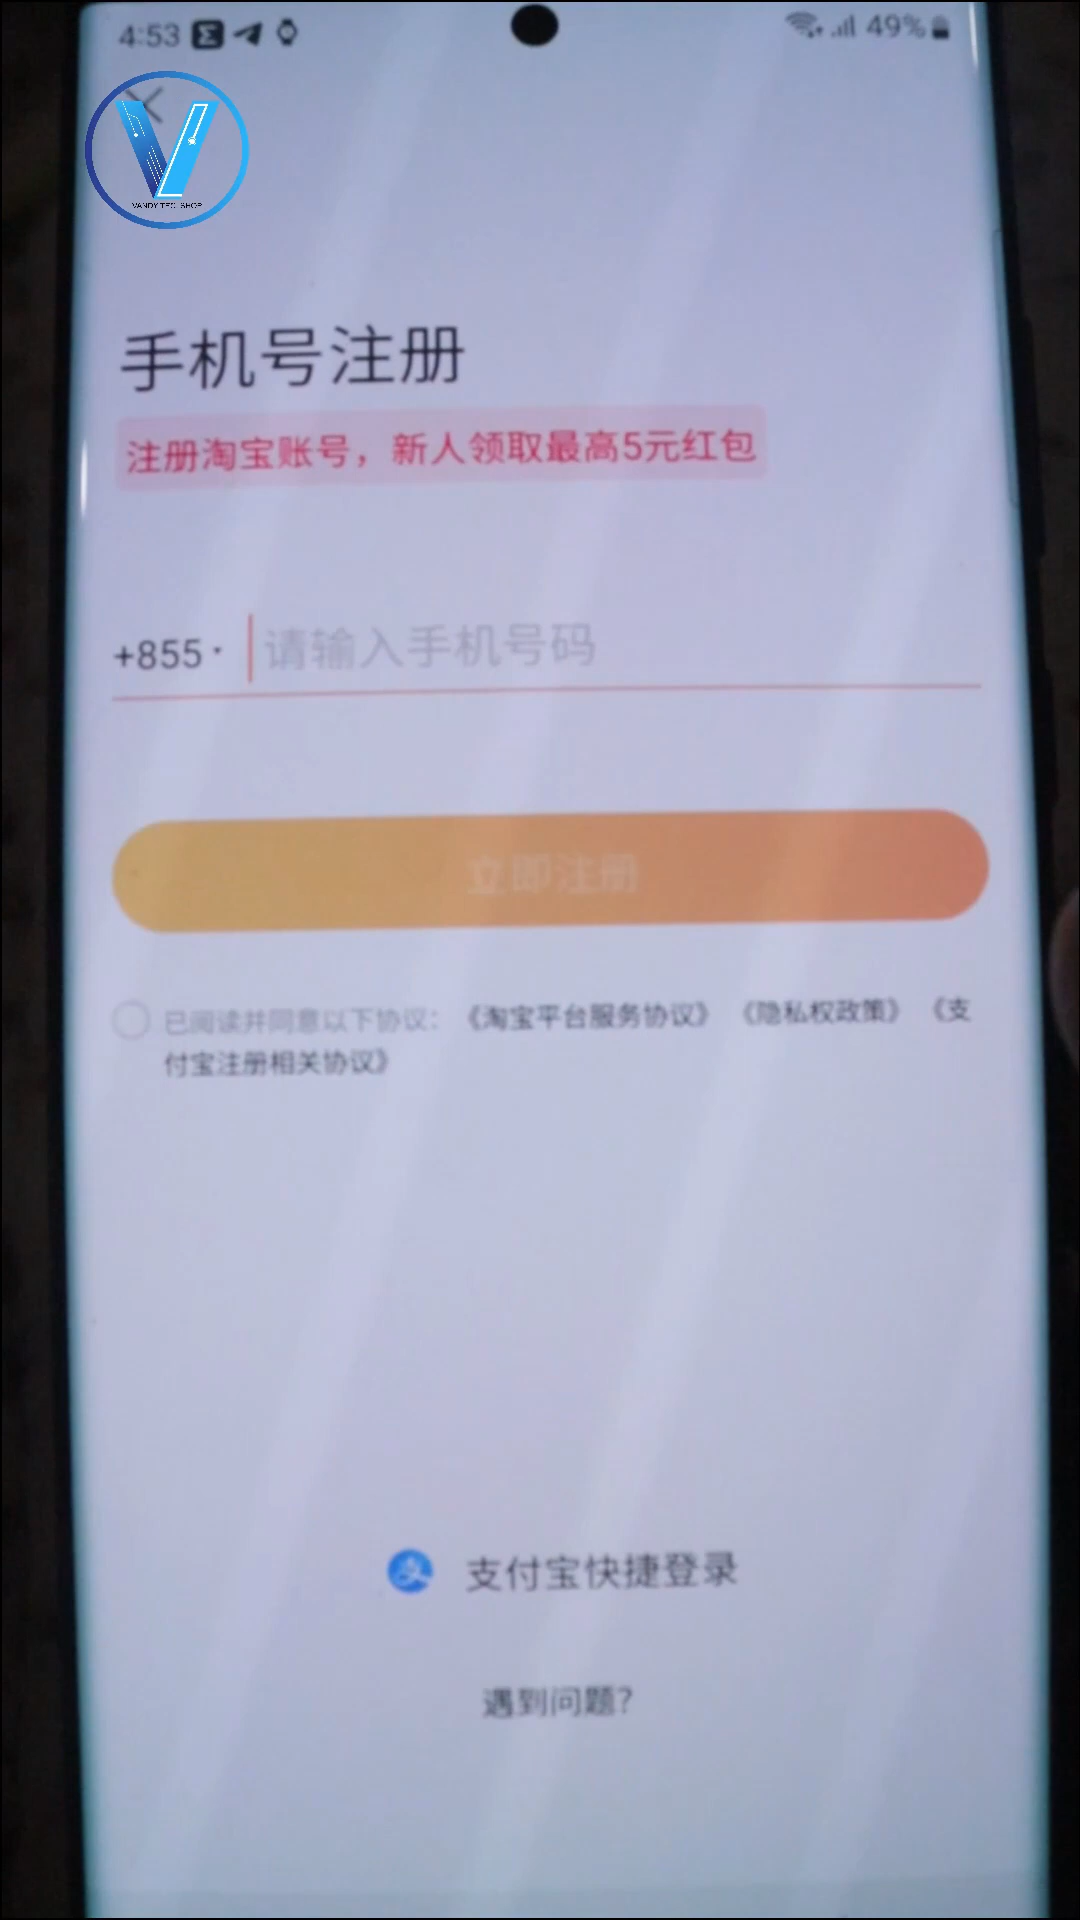 4:53
49%
VANDY TECH SHOP
手机号注册
注册淘宝账号，新人领取最高5元红包
+855
请输入手机号码
立即注册
已阅读并同意以下协议：《淘宝平台服务协议》 《隐私权政策》 《支
付宝注册相关协议》
支付宝快捷登录
遇到问题？